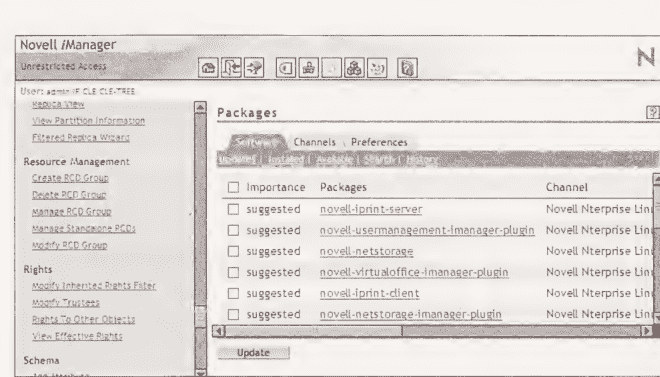 Novell iManager
Unrestricted Access
N
User: admin.IF.CLE.CLE-TREE.
Replica View
View Partition Information
Filtered Replica Wizard
Resource Management
Create RCD Group
Delete RCD Group
Manage RCD Group
Manage Standalone RCDs
Modify RCD Group
Rights
Modify Inherited Rights Filter
Modify Trustees
Rights To Other Objects
View Effective Rights
Schema
Packages
?
Software Channels | Preferences
Updates | Installed | Available | Search | History
Importance Packages Channel
suggested novell-iprint-server Novell Nterprise Lin
suggested novell-usermanagement-imanager-plugin Novell Nterprise Lin
suggested novell-netstorage Novell Nterprise Lin
suggested novell-virtualoffice-imanager-plugin Novell Nterprise Lin
suggested novell-iprint-client Novell Nterprise Lin
suggested novell-netstorage-imanager-plugin Novell Nterprise Lin
Update